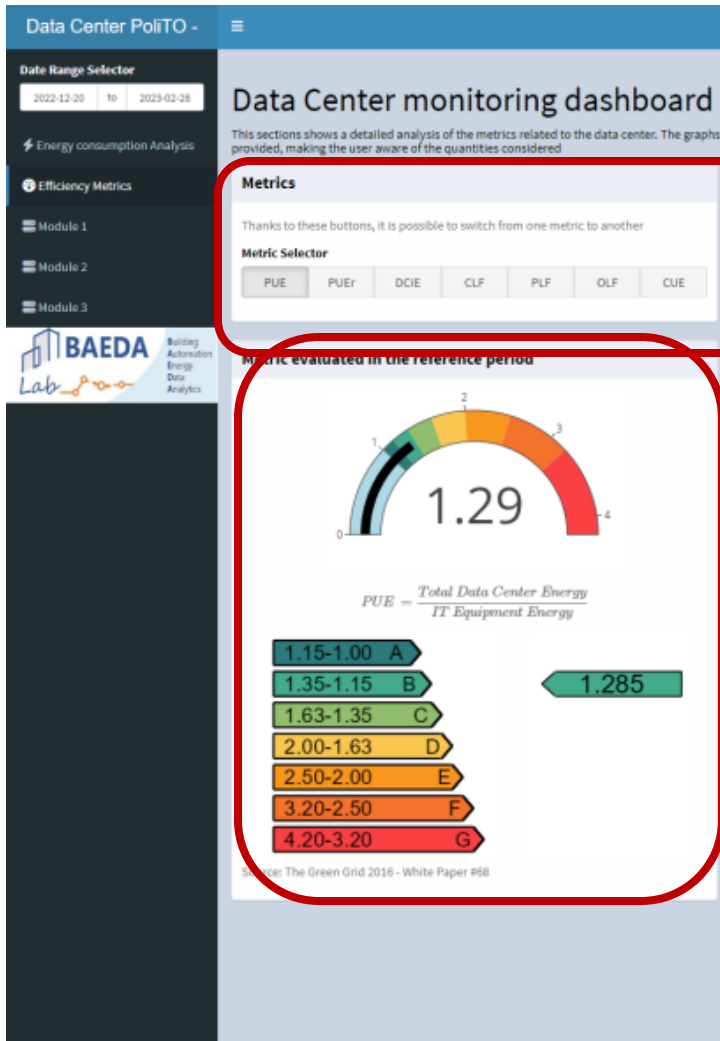 Data Center PoliTO -
Date Range Selector
2022-12-20 to 2023-02-28
Energy consumption Analysis
Efficiency Metrics
Module 1
Module 2
Module 3
BAEDA
Lab
Building
Automation
Energy
Data
Analytics
Data Center monitoring dashboard
This sections shows a detailed analysis of the metrics related to the data center. The graphs
provided, making the user aware of the quantities considered
Metrics
Thanks to these buttons, it is possible to switch from one metric to another
Metric Selector
PUE PUEr DCiE CLF PLF OLF CUE
Metric evaluated in the reference period
0 1 2 3 4
1.29
PUE = Total Data Center Energy
IT Equipment Energy
1.15-1.00 A
1.35-1.15 B 1.285
1.63-1.35 C
2.00-1.63 D
2.50-2.00 E
3.20-2.50 F
4.20-3.20 G
Source: The Green Grid 2016 - White Paper #68